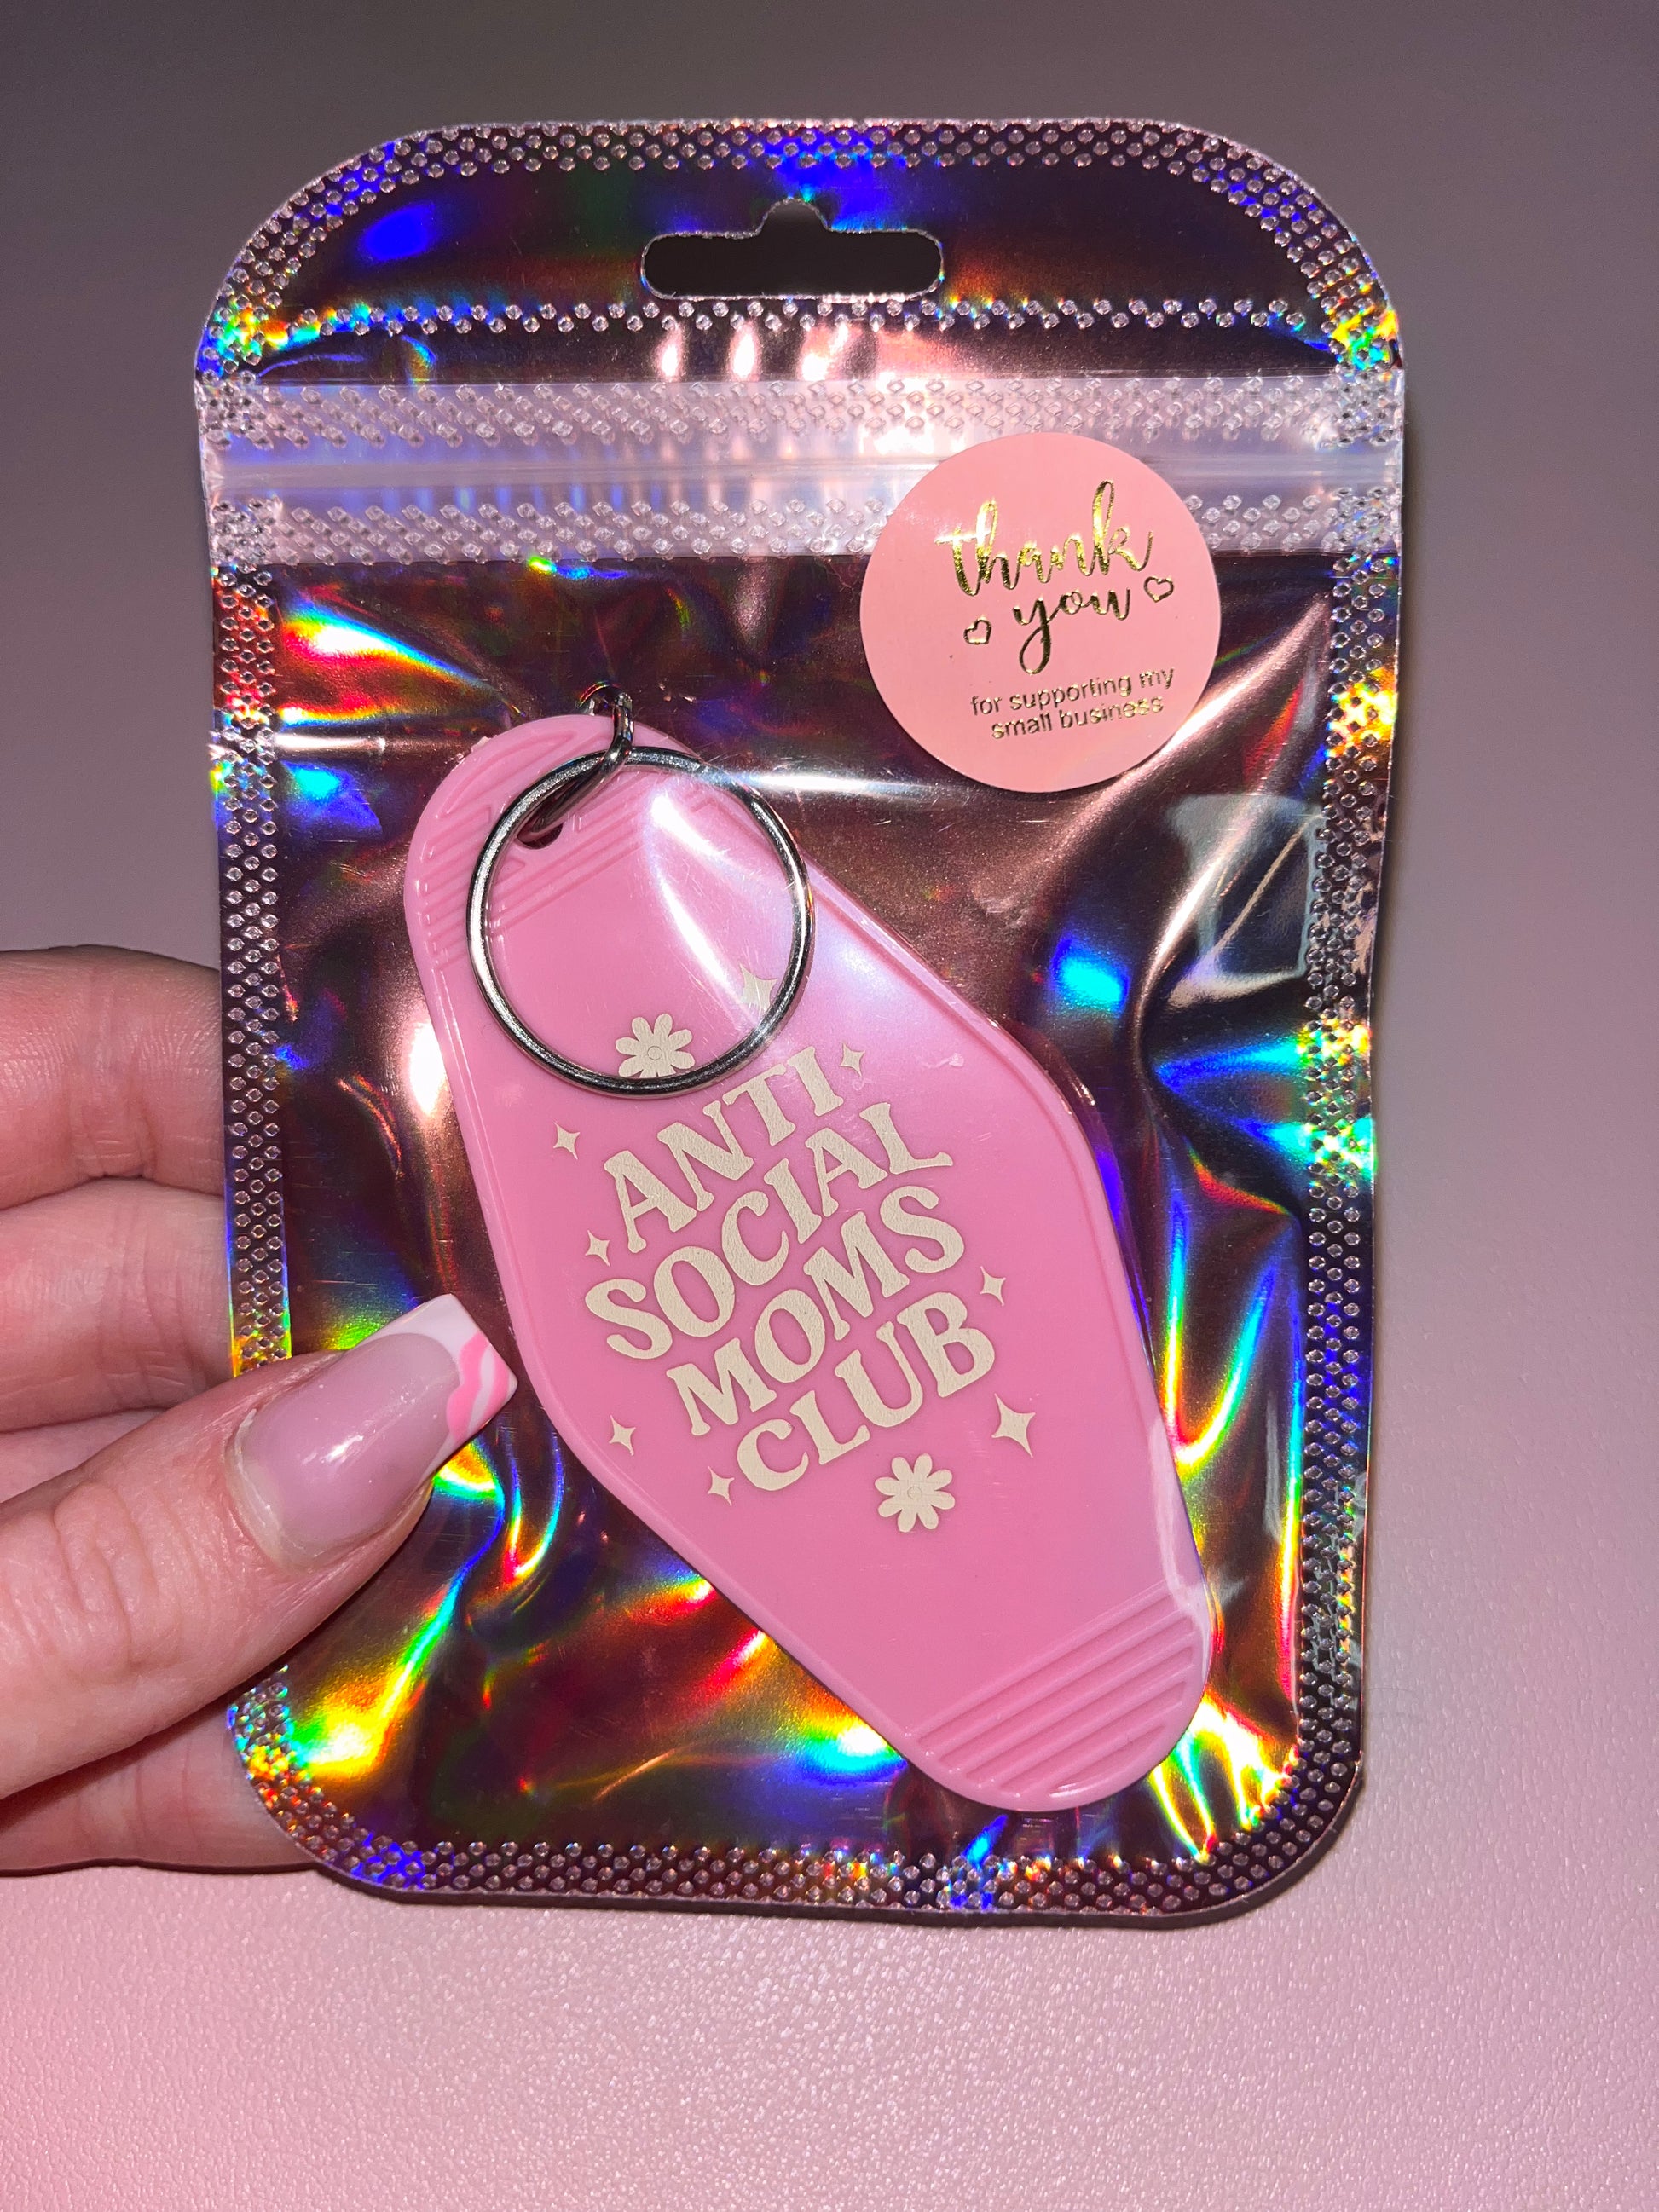 thank
you
for supporting my
small business
ANTI
SOCIAL
MOMS
CLUB